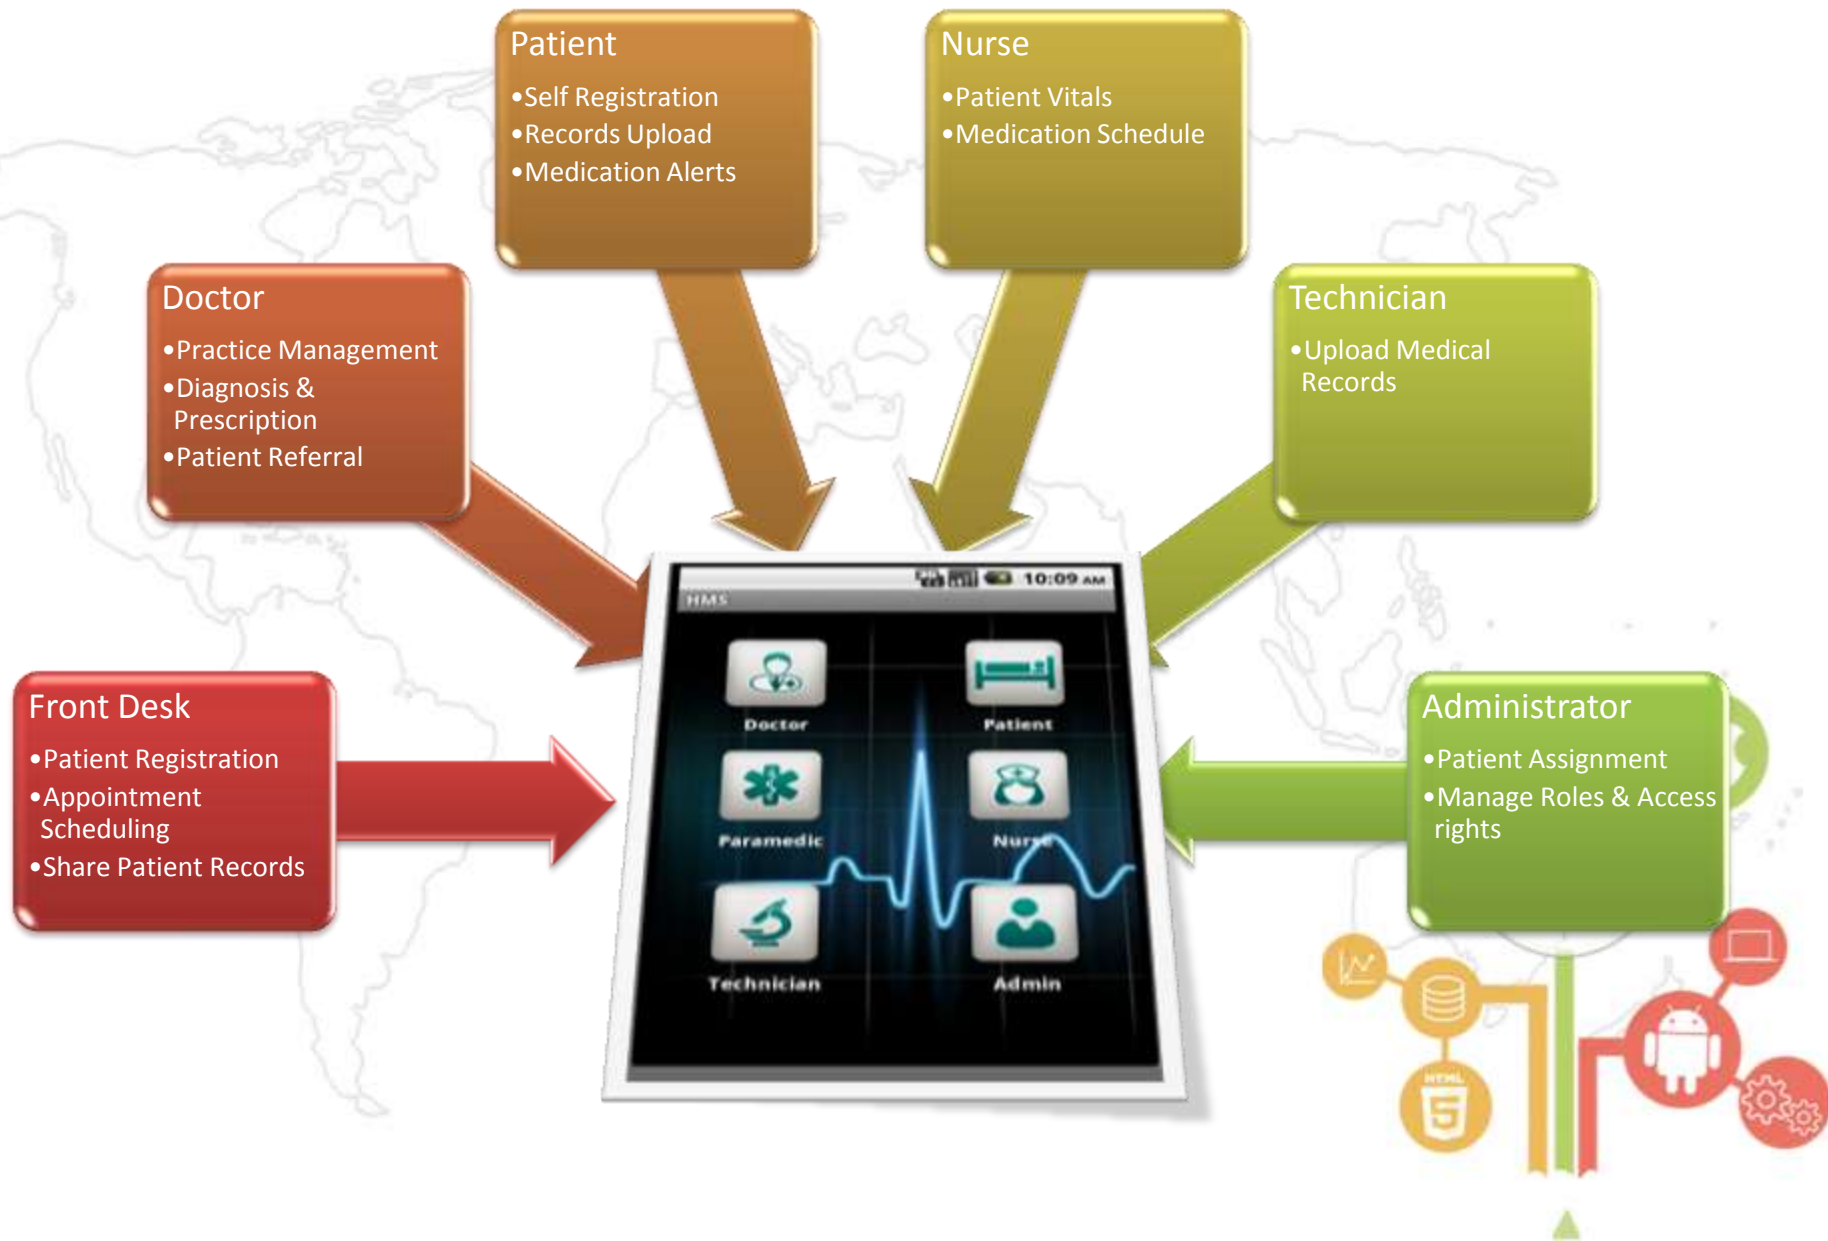 Patient
•Self Registration
•Records Upload
•Medication Alerts
Nurse
•Patient Vitals
•Medication Schedule
Doctor
•Practice Management
•Diagnosis &
Prescription
•Patient Referral
Technician
•Upload Medical
Records
Front Desk
•Patient Registration
•Appointment
Scheduling
•Share Patient Records
Administrator
•Patient Assignment
•Manage Roles & Access
rights
10:09 AM
HMS
Doctor
Patient
Paramedic
Nurse
Technician
Admin
HTML
5